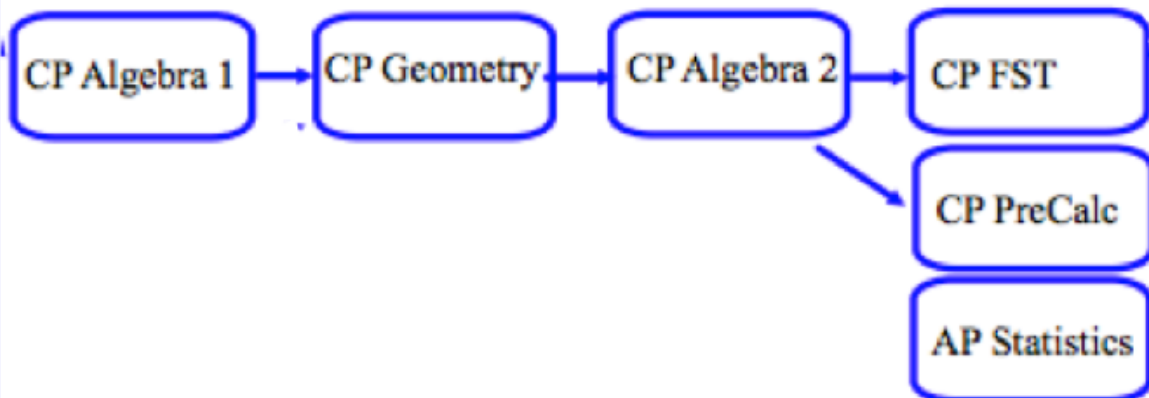 CP Algebra 1
CP Geometry
CP Algebra 2
CP FST
CP PreCalc
AP Statistics